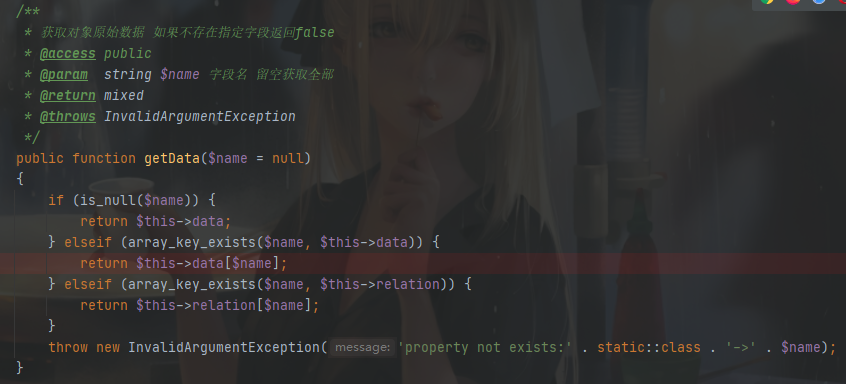 /**
 * 获取对象原始数据 如果不存在指定字段返回false
 * @access public
 * @param  string $name 字段名 留空获取全部
 * @return mixed
 * @throws InvalidArgumentException
 */
public function getData($name = null)
{
    if (is_null($name)) {
        return $this->data;
    } elseif (array_key_exists($name, $this->data)) {
        return $this->data[$name];
    } elseif (array_key_exists($name, $this->relation)) {
        return $this->relation[$name];
    }
    throw new InvalidArgumentException( message: 'property not exists:' . static::class . '->' . $name);
}